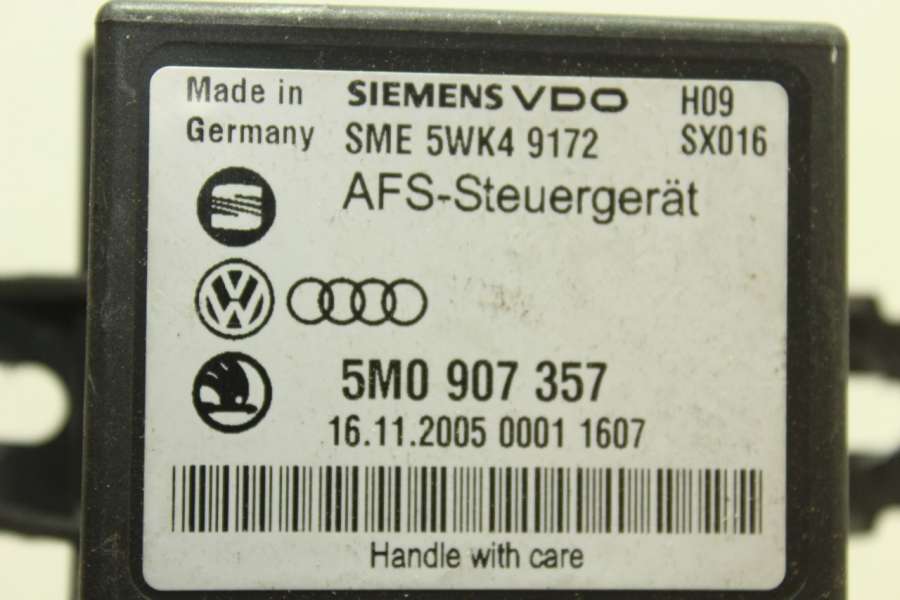 Made in SIEMENS VDO H09
Germany SME 5WK4 9172 SX016
AFS-Steuergerät
5M0 907 357
16.11.2005 0001 1607
Handle with care